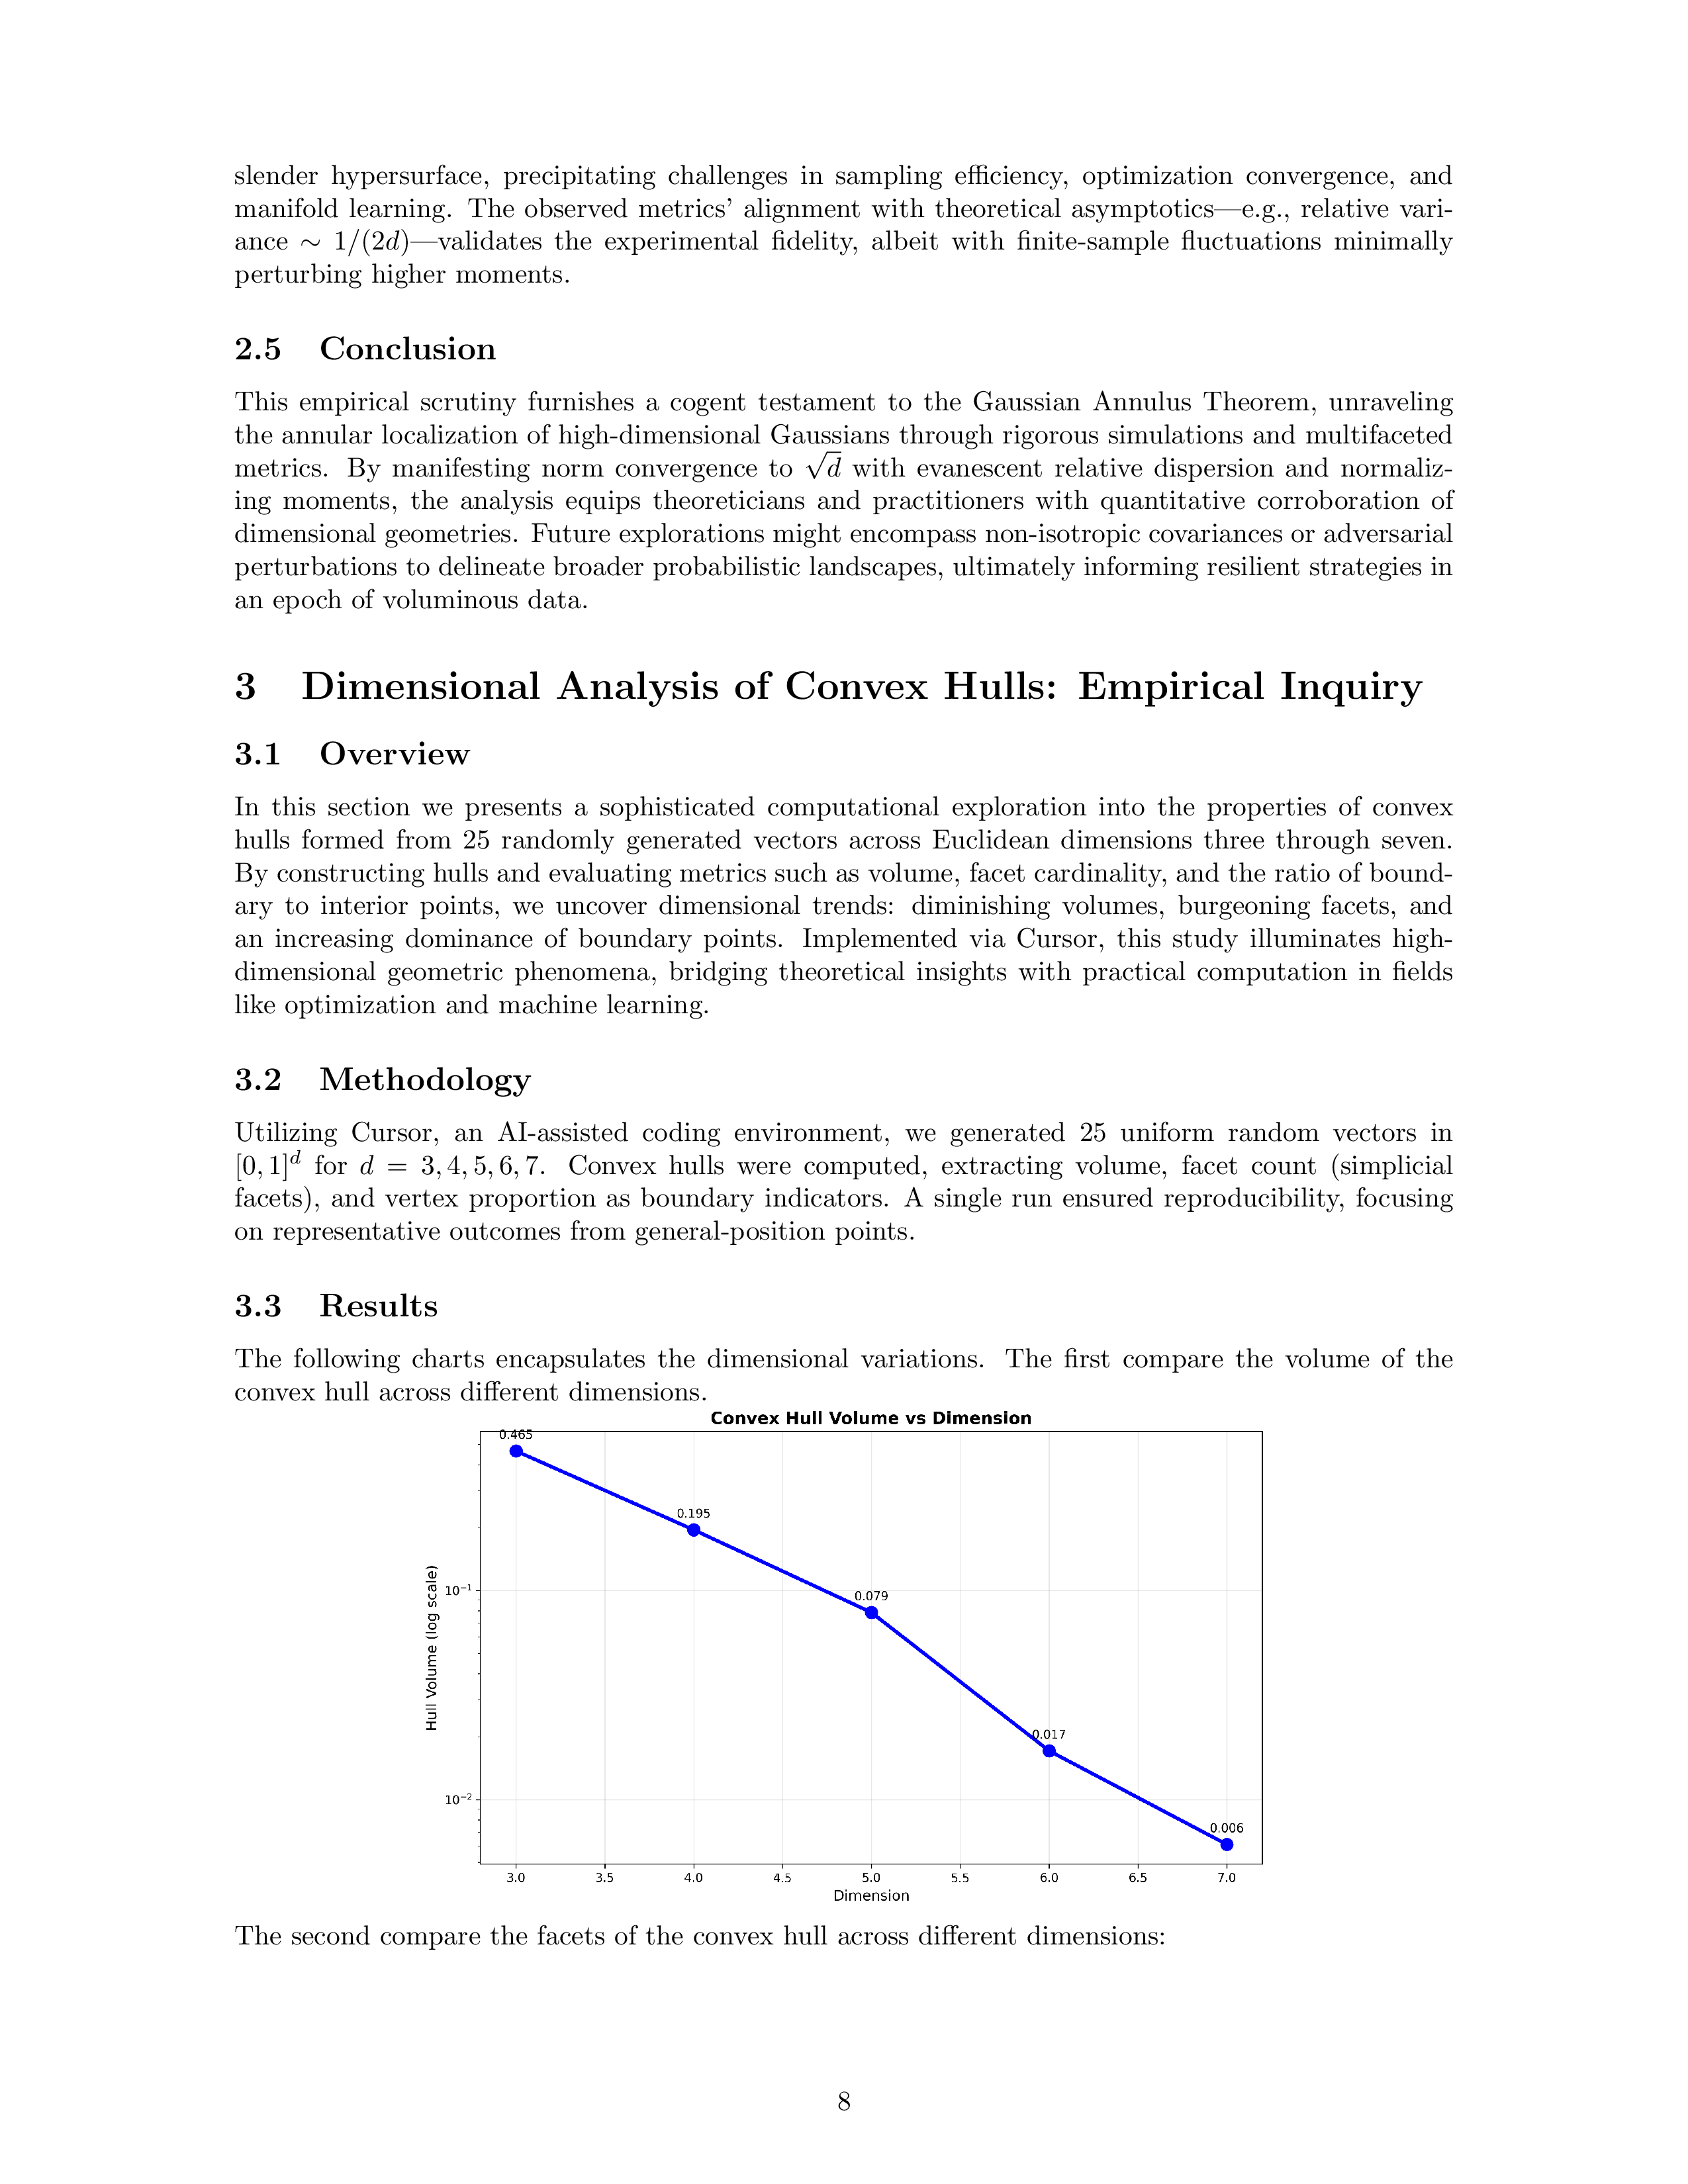 slender hypersurface, precipitating challenges in sampling efficiency, optimization convergence, and
manifold learning. The observed metrics’ alignment with theoretical asymptotics—e.g., relative vari-
ance ∼ 1/(2d)—validates the experimental fidelity, albeit with finite-sample fluctuations minimally
perturbing higher moments.
2.5 Conclusion
This empirical scrutiny furnishes a cogent testament to the Gaussian Annulus Theorem, unraveling
the annular localization of high-dimensional Gaussians through rigorous simulations and multifaceted
metrics. By manifesting norm convergence to √d with evanescent relative dispersion and normaliz-
ing moments, the analysis equips theoreticians and practitioners with quantitative corroboration of
dimensional geometries. Future explorations might encompass non-isotropic covariances or adversarial
perturbations to delineate broader probabilistic landscapes, ultimately informing resilient strategies in
an epoch of voluminous data.
3 Dimensional Analysis of Convex Hulls: Empirical Inquiry
3.1 Overview
In this section we presents a sophisticated computational exploration into the properties of convex
hulls formed from 25 randomly generated vectors across Euclidean dimensions three through seven.
By constructing hulls and evaluating metrics such as volume, facet cardinality, and the ratio of bound-
ary to interior points, we uncover dimensional trends: diminishing volumes, burgeoning facets, and
an increasing dominance of boundary points. Implemented via Cursor, this study illuminates high-
dimensional geometric phenomena, bridging theoretical insights with practical computation in fields
like optimization and machine learning.
3.2 Methodology
Utilizing Cursor, an AI-assisted coding environment, we generated 25 uniform random vectors in
[0, 1]^d for d = 3, 4, 5, 6, 7. Convex hulls were computed, extracting volume, facet count (simplicial
facets), and vertex proportion as boundary indicators. A single run ensured reproducibility, focusing
on representative outcomes from general-position points.
3.3 Results
The following charts encapsulates the dimensional variations. The first compare the volume of the
convex hull across different dimensions.
Convex Hull Volume vs Dimension
0.465
0.195
0.079
0.017
0.006
Hull Volume (log scale)
10⁻¹
10⁻²
3.0 3.5 4.0 4.5 5.0 5.5 6.0 6.5 7.0
Dimension
The second compare the facets of the convex hull across different dimensions:
8